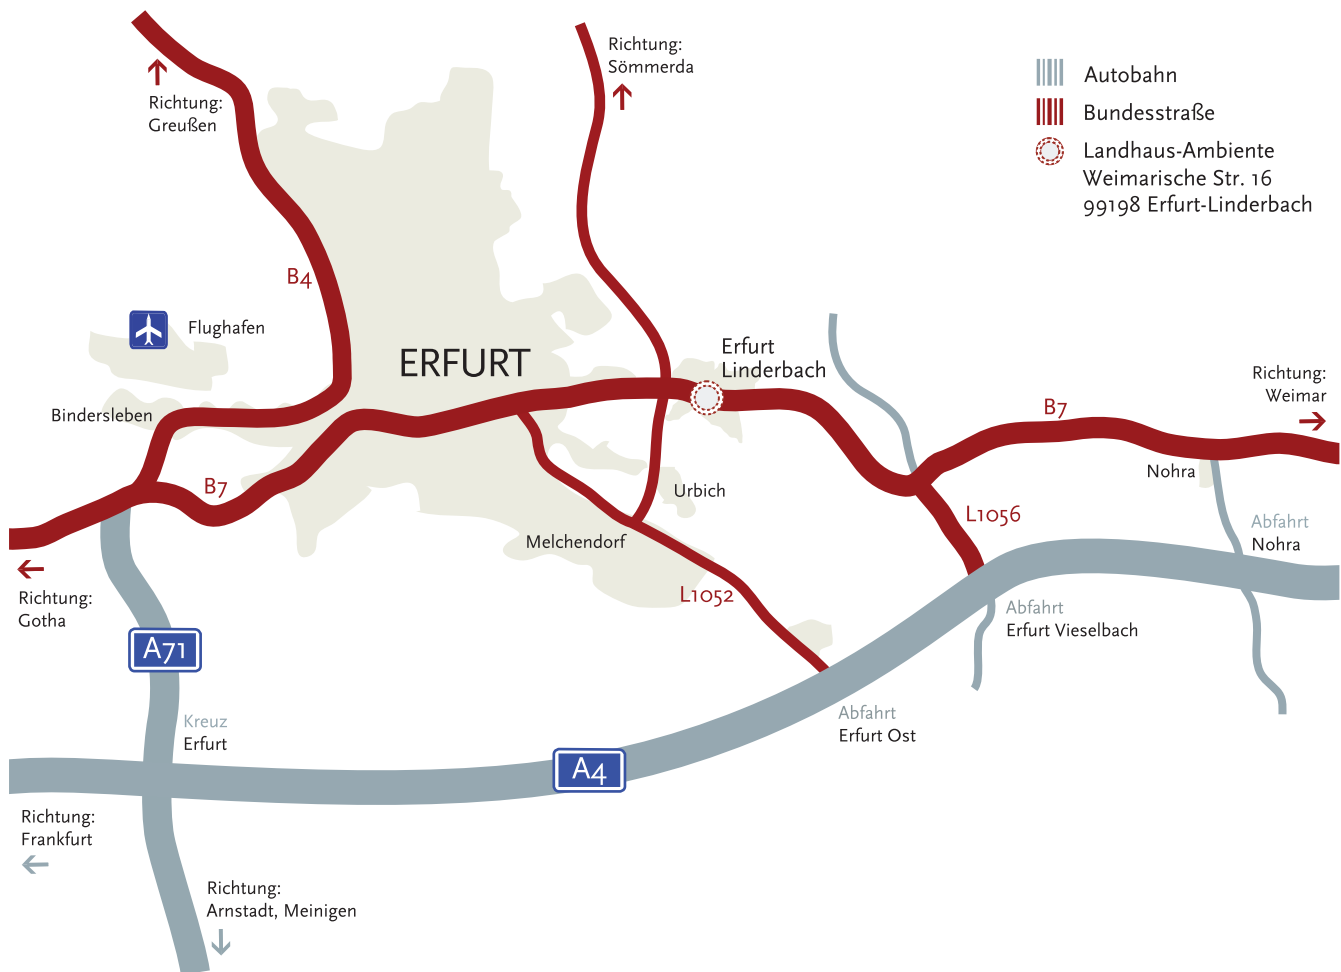 Richtung:
Greußen
Richtung:
Sömmerda
Autobahn
Bundesstraße
Landhaus-Ambiente
Weimarische Str. 16
99198 Erfurt-Linderbach
B4
Flughafen
ERFURT
Erfurt
Linderbach
Bindersleben
Richtung:
Weimar
B7
B7
Nohra
Urbich
L1056
Melchendorf
Abfahrt
Nohra
Richtung:
Gotha
L1052
Abfahrt
Erfurt Vieselbach
A71
Kreuz
Erfurt
Abfahrt
Erfurt Ost
A4
Richtung:
Frankfurt
Richtung:
Arnstadt, Meinigen